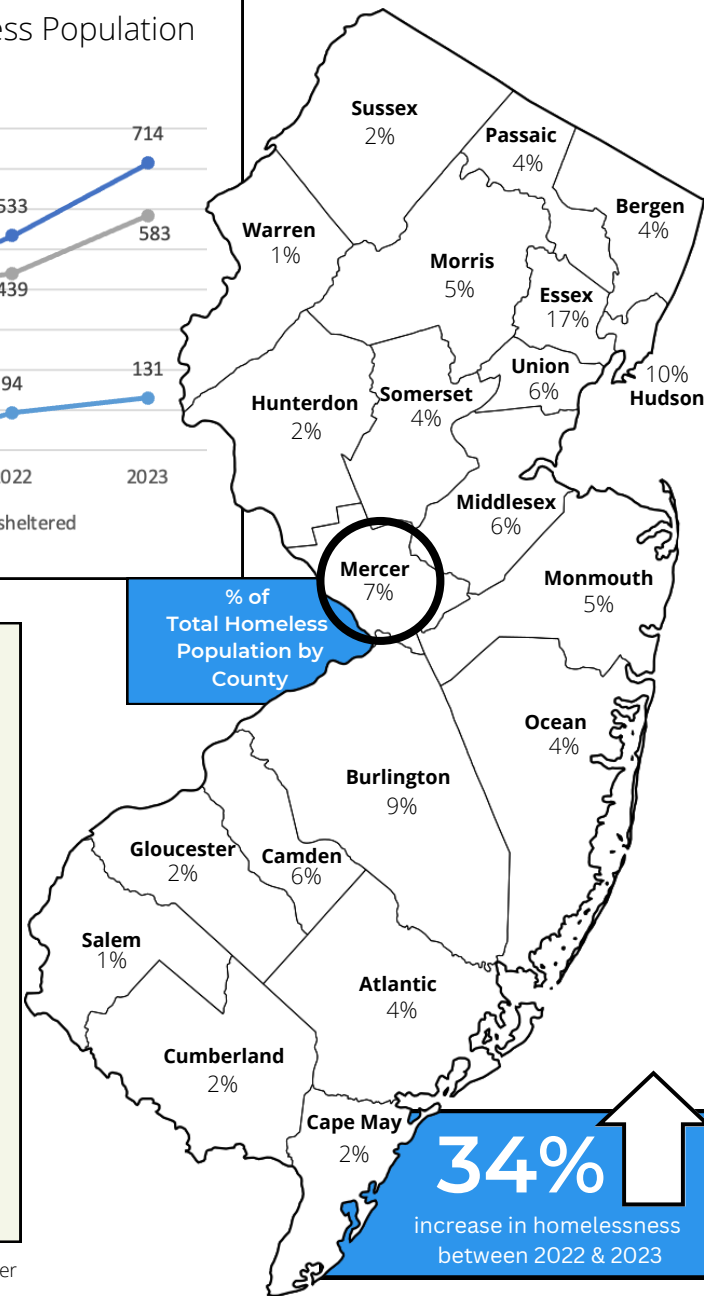 ess Population
714
533
583
439
131
94
022
2023
sheltered
Sussex
2%
Passaic
4%
Bergen
4%
Warren
1%
Morris
5%
Essex
17%
Union
6%
10%
Hudson
Hunterdon
2%
Somerset
4%
Middlesex
6%
Mercer
7%
Monmouth
5%
% of
Total Homeless
Population by
County
Ocean
4%
Burlington
9%
Gloucester
2%
Camden
6%
Salem
1%
Atlantic
4%
Cumberland
2%
Cape May
2%
34%
increase in homelessness
between 2022 & 2023
er